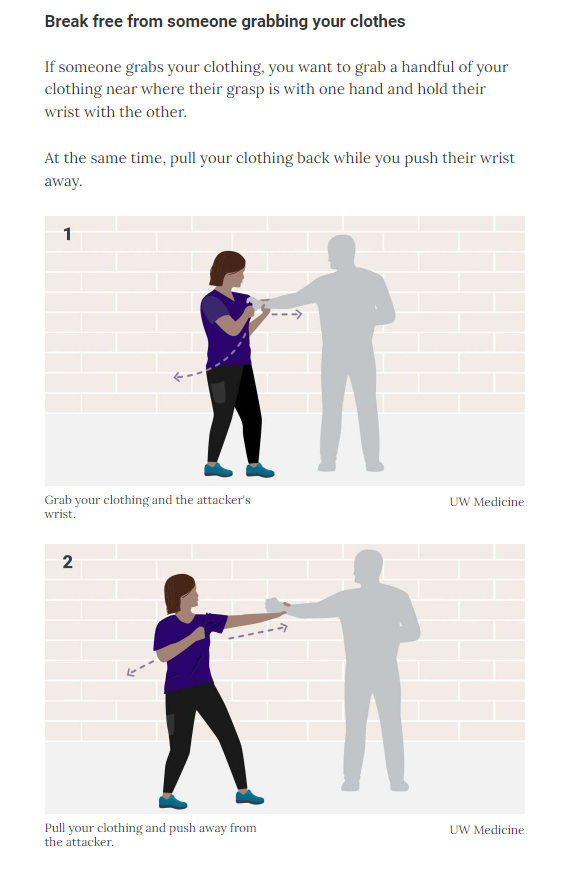 Break free from someone grabbing your clothes
If someone grabs your clothing, you want to grab a handful of your
clothing near where their grasp is with one hand and hold their
wrist with the other.
At the same time, pull your clothing back while you push their wrist
away.
1
Grab your clothing and the attacker's
wrist.
UW Medicine
2
Pull your clothing and push away from
the attacker.
UW Medicine